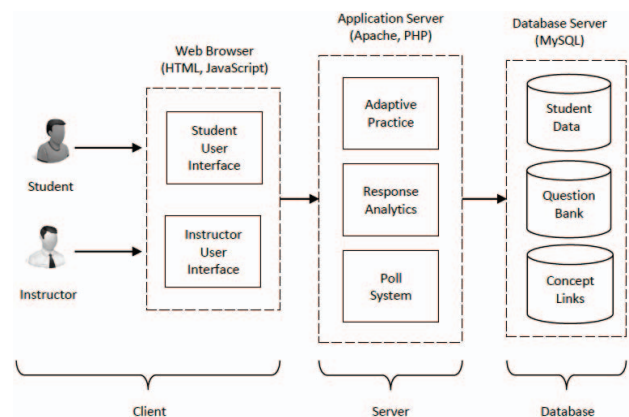 Application Server
(Apache, PHP)
Database Server
(MySQL)
Web Browser
(HTML, JavaScript)
Student
Instructor
Student
User
Interface
Instructor
User
Interface
Adaptive
Practice
Response
Analytics
Poll
System
Student
Data
Question
Bank
Concept
Links
Client
Server
Database